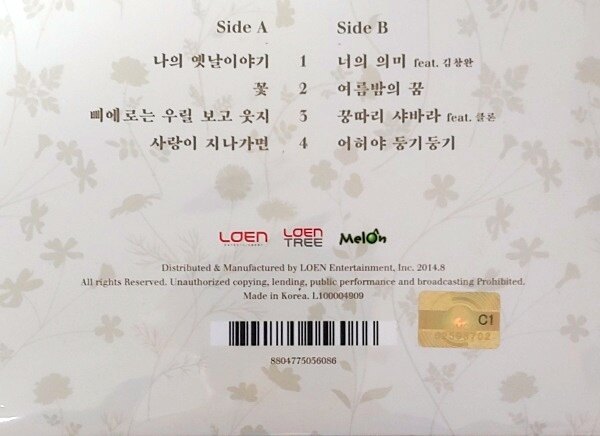 Side A Side B
나의 옛날이야기 1 너의 의미 feat. 김창완
꽃 2 여름밤의 꿈
삐에로는 우릴 보고 웃지 3 꿍따리 샤바라 feat. 클론
사랑이 지나가면 4 어허야 둥기둥기
LOEN ENTERTAINMENT LOEN TREE Melon
Distributed & Manufactured by LOEN Entertainment, Inc. 2014.8
All rights Reserved. Unauthorized copying, lending, public performance and broadcasting Prohibited.
Made in Korea. L100004909
C1
8804775056086